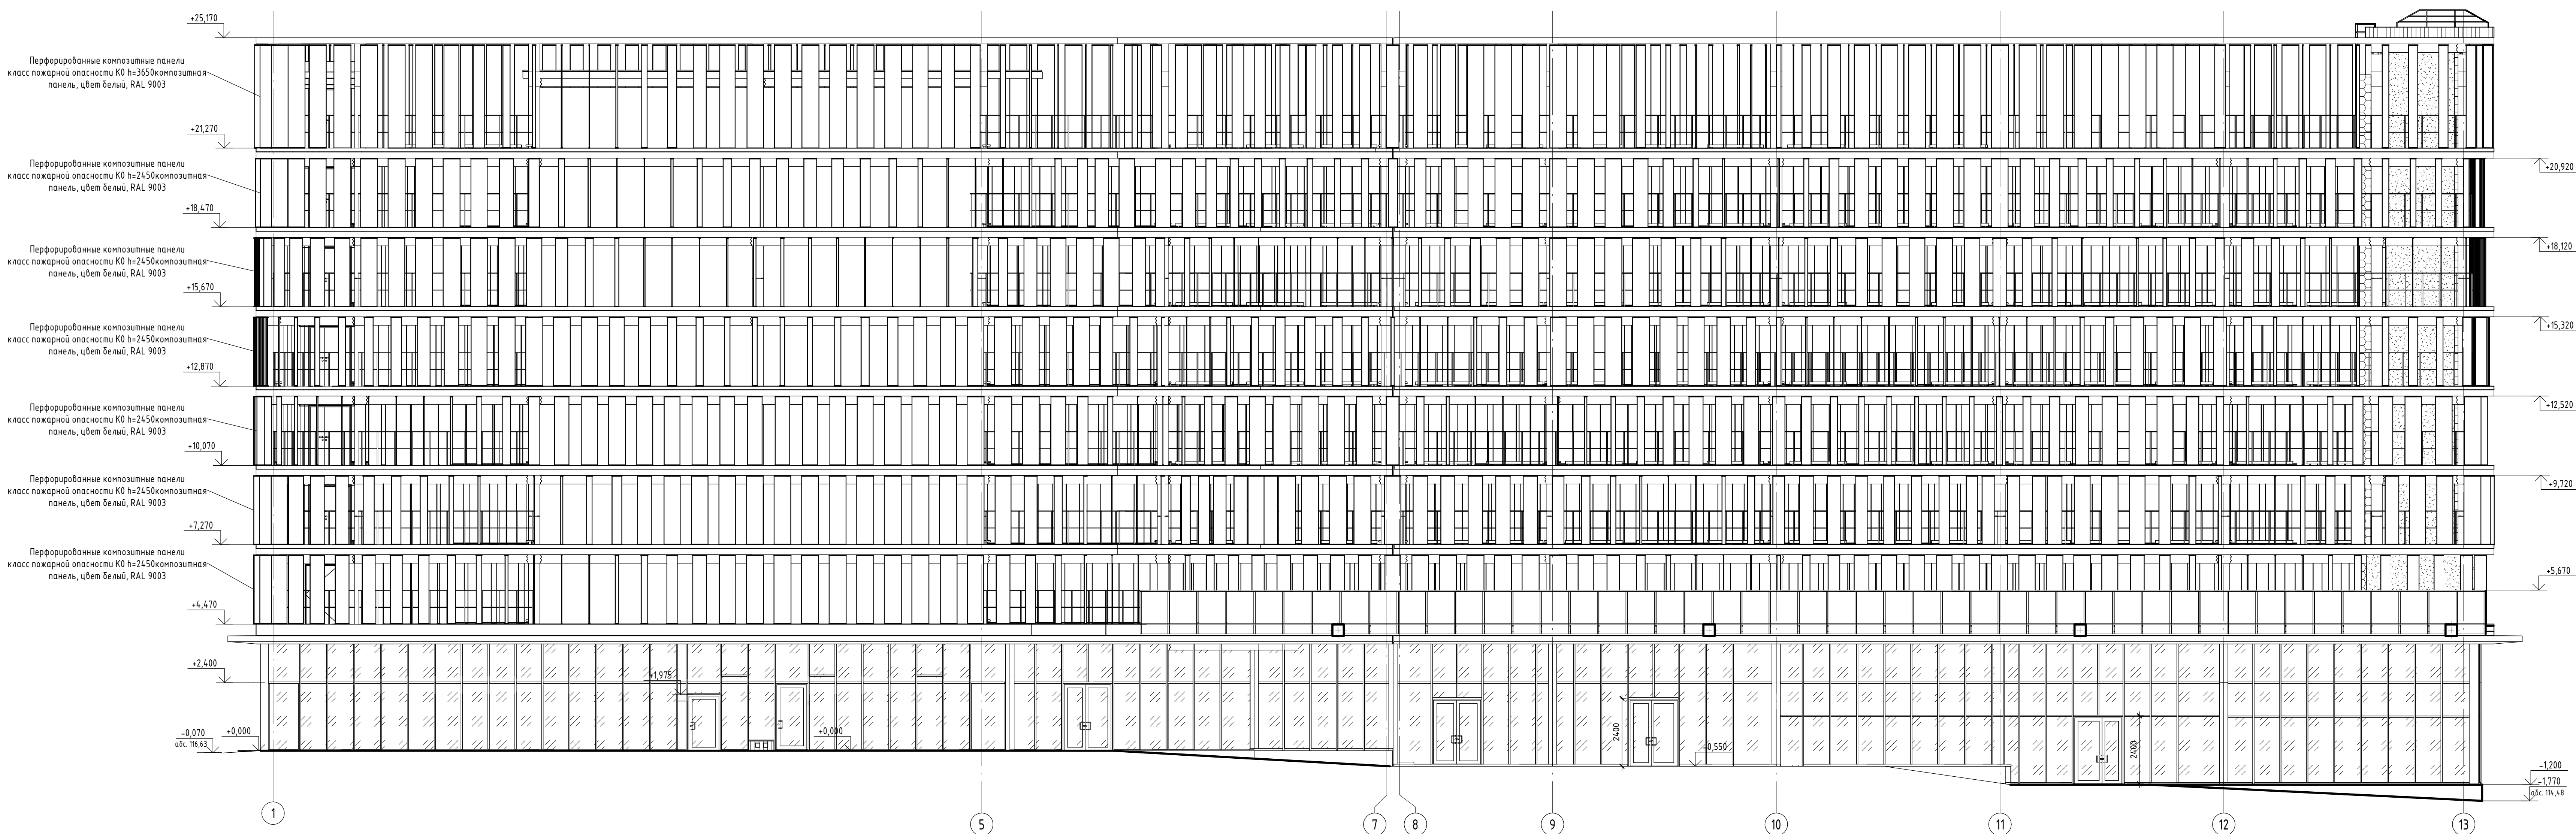 +25,170
Перфорированные композитные панели
класс пожарной опасности К0 h=3650композитная
панель, цвет белый, RAL 9003
+21,270
Перфорированные композитные панели
класс пожарной опасности К0 h=2450композитная
панель, цвет белый, RAL 9003
+20,920
+18,470
Перфорированные композитные панели
класс пожарной опасности К0 h=2450композитная
панель, цвет белый, RAL 9003
+18,120
+15,670
Перфорированные композитные панели
класс пожарной опасности К0 h=2450композитная
панель, цвет белый, RAL 9003
+15,320
+12,870
Перфорированные композитные панели
класс пожарной опасности К0 h=2450композитная
панель, цвет белый, RAL 9003
+12,520
+10,070
Перфорированные композитные панели
класс пожарной опасности К0 h=2450композитная
панель, цвет белый, RAL 9003
+9,720
+7,270
Перфорированные композитные панели
класс пожарной опасности К0 h=2450композитная
панель, цвет белый, RAL 9003
+5,670
+4,470
+2,400
+1,975
-0,070
абс. 116,63
+0,000
+0,000
2400
-0,550
2400
-1,200
-1,770
абс. 114,48
1
5
7
8
9
10
11
12
13